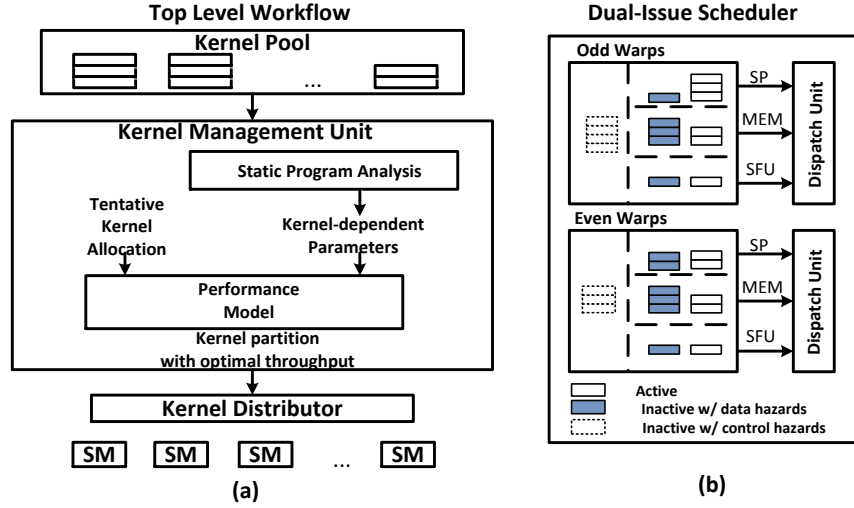 Top Level Workflow
Kernel Pool
...
Kernel Management Unit
Static Program Analysis
Tentative
Kernel
Allocation
Kernel-dependent
Parameters
Performance
Model
Kernel partition
with optimal throughput
Kernel Distributor
SM
SM
SM
...
SM
(a)
Dual-Issue Scheduler
Odd Warps
SP
MEM
SFU
Dispatch Unit
Even Warps
SP
MEM
SFU
Dispatch Unit
Active
Inactive w/ data hazards
Inactive w/ control hazards
(b)